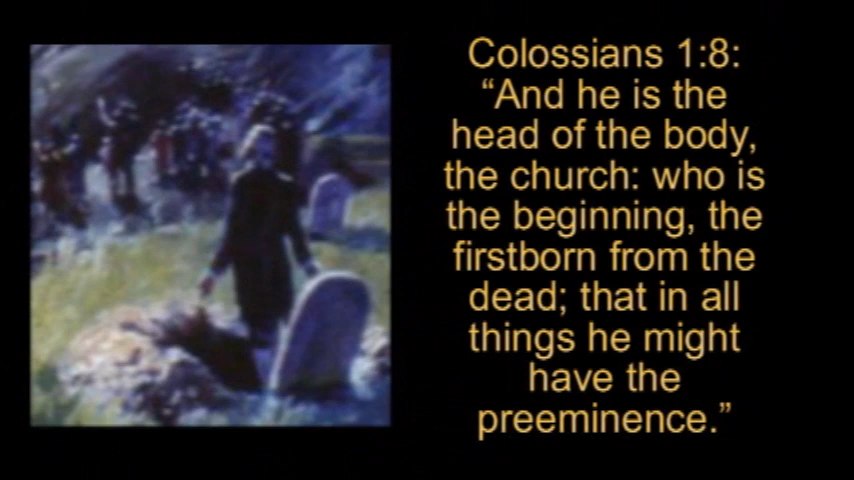 Colossians 1:8:
“And he is the
head of the body,
the church: who is
the beginning, the
firstborn from the
dead; that in all
things he might
have the
preeminence.”